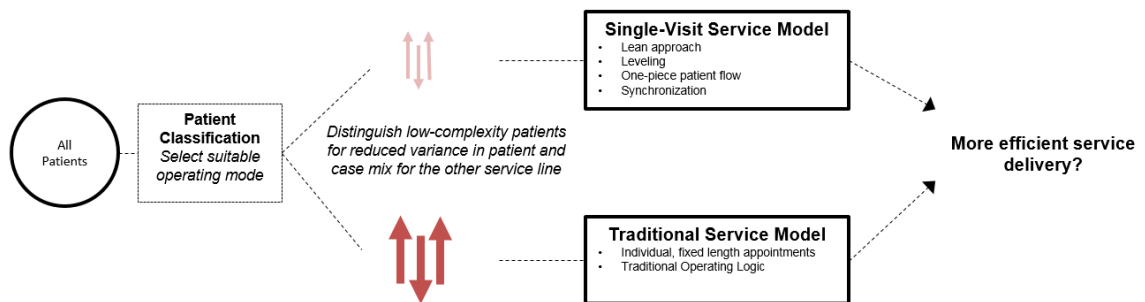 All
Patients
Patient
Classification
Select suitable
operating mode
Distinguish low-complexity patients
for reduced variance in patient and
case mix for the other service line
Single-Visit Service Model
• Lean approach
• Leveling
• One-piece patient flow
• Synchronization
Traditional Service Model
• Individual, fixed length appointments
• Traditional Operating Logic
More efficient service
delivery?